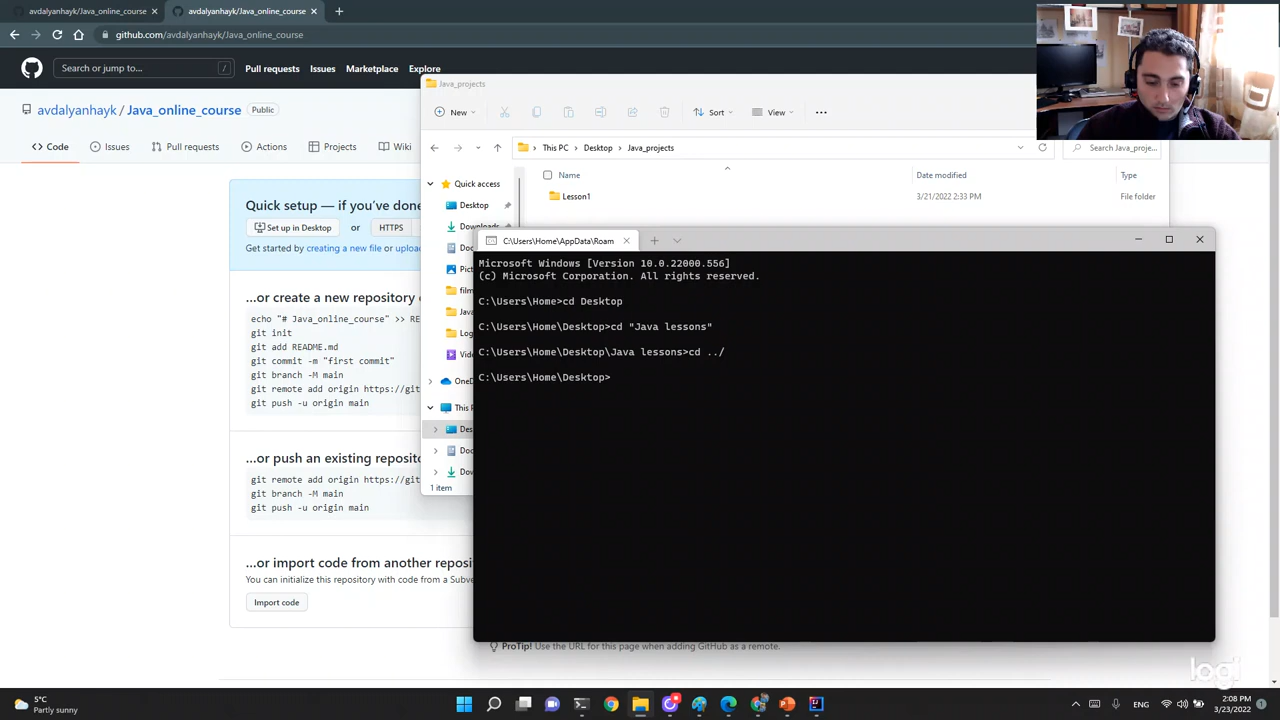 avdalyanhayk/Java_online_course
avdalyanhayk/Java_online_course
github.com/avdalyanhayk/Java_online_course
Search or jump to...
/
Pull requests
Issues
Marketplace
Explore
avdalyanhayk / Java_online_course
Public
Code
Issues
Pull requests
Actions
Projects
Wiki
Quick setup — if you've done
Set up in Desktop
or
HTTPS
Get started by creating a new file or
...or create a new repository
echo "# Java_online_course" >>
git init
git add README.md
git commit -m "first commit"
git branch -M main
git remote add origin
git push -u origin main
...or push an existing
git remote add origin
git branch -M main
git push -u origin main
...or import code from another
You can initialize this repository with code from a
Import code
ProTip! Use the URL for this page when adding GitHub as a remote.
Java_projects
New
Sort
View
This PC
Desktop
Java_projects
Search Java_proje...
Name
Date modified
Type
Lesson1
3/21/2022 2:33 PM
File folder
Quick access
Desktop
Downloads
This
1 item
C:\Users\Home\AppData\Roam
Microsoft Windows [Version 10.0.22000.556]
(c) Microsoft Corporation. All rights reserved.
C:\Users\Home>cd Desktop
C:\Users\Home\Desktop>cd "Java lessons"
C:\Users\Home\Desktop\Java lessons>cd ../
C:\Users\Home\Desktop>
logi
5°C
Partly sunny
ENG
2:08 PM
3/23/2022
1